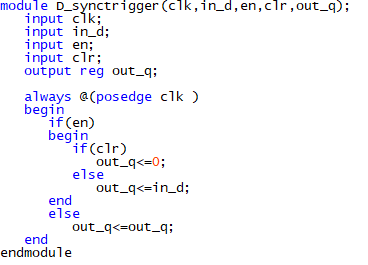 module D_synctrigger(clk,in_d,en,clr,out_q);
   input clk;
   input in_d;
   input en;
   input clr;
   output reg out_q;

   always @(posedge clk )
   begin
      if(en)
      begin
         if(clr)
            out_q<=0;
         else
            out_q<=in_d;
      end
      else
         out_q<=out_q;
   end
endmodule